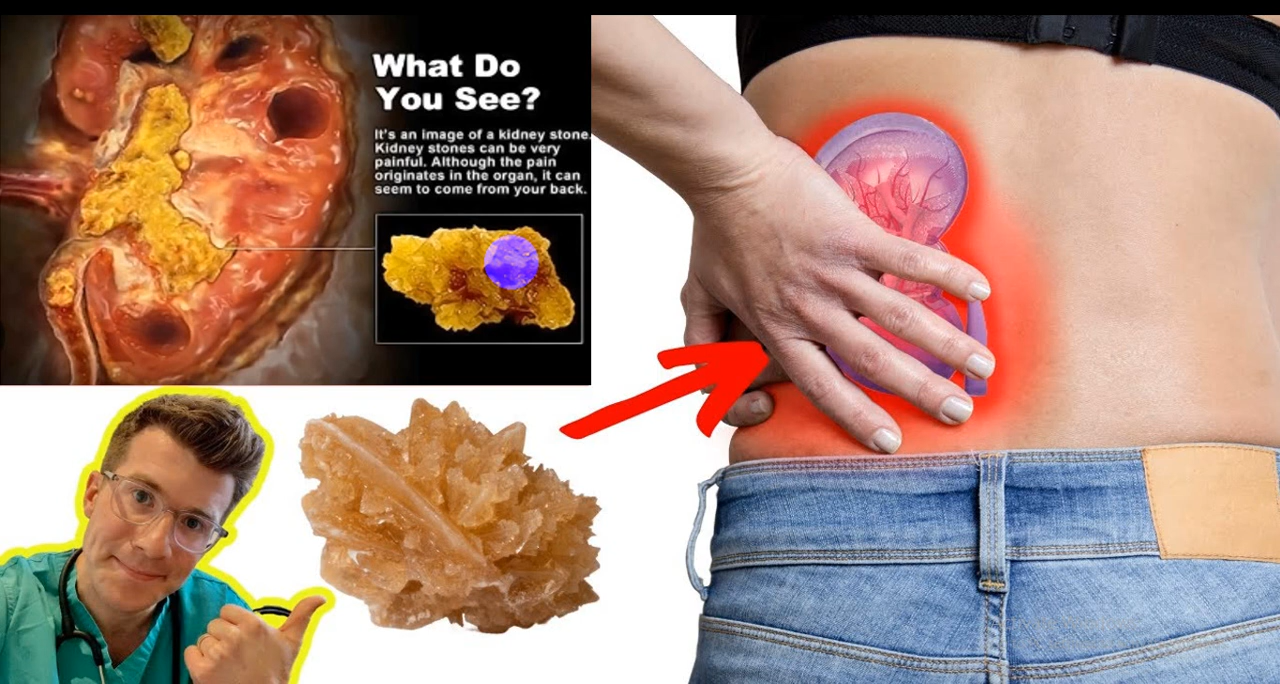 What Do
You See?
It's an image of a kidney stone.
Kidney stones can be very
painful. Although the pain
originates in the organ, it can
seem to come from your back.